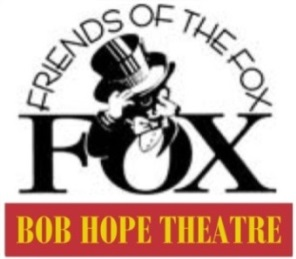 FRIENDS OF THE FOX
FOX
BOB HOPE THEATRE